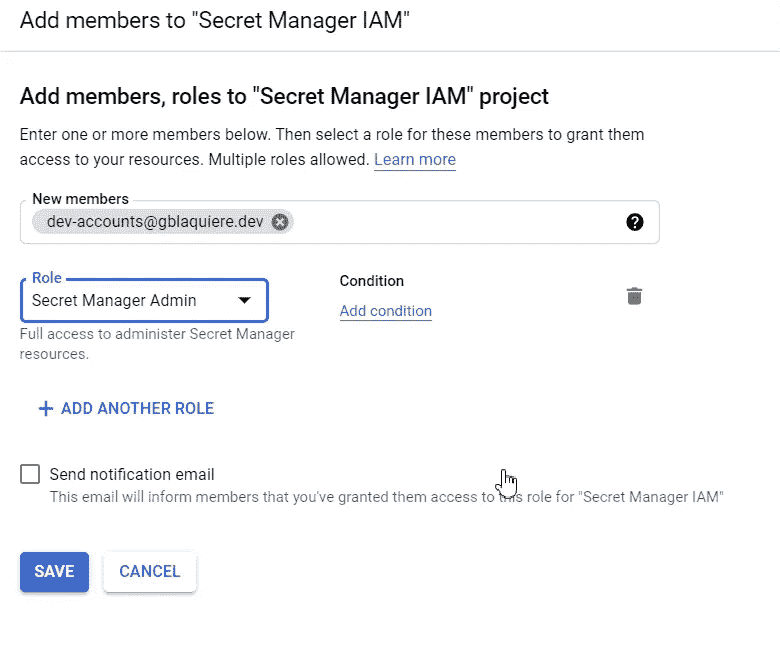 Add members to "Secret Manager IAM"
Add members, roles to "Secret Manager IAM" project
Enter one or more members below. Then select a role for these members to grant them
access to your resources. Multiple roles allowed. Learn more
New members
dev-accounts@gblaquiere.dev
Role
Secret Manager Admin
Condition
Add condition
Full access to administer Secret Manager
resources.
ADD ANOTHER ROLE
Send notification email
This email will inform members that you've granted them access to this role for "Secret Manager IAM"
SAVE
CANCEL